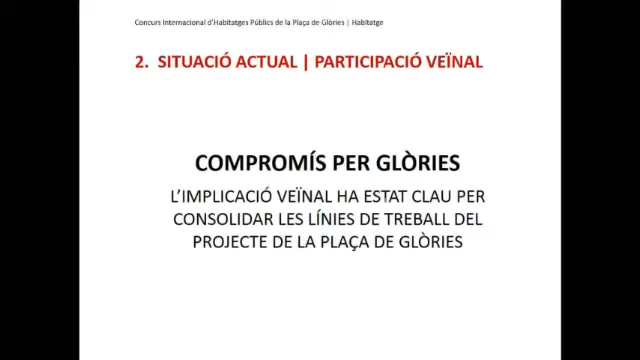 Concurs Internacional d'Habitatges Públics de la Plaça de Glòries | Habitatge
2. SITUACIÓ ACTUAL | PARTICIPACIÓ VEÏNAL
COMPROMÍS PER GLÒRIES
L'IMPLICACIÓ VEÏNAL HA ESTAT CLAU PER
CONSOLIDAR LES LÍNIES DE TREBALL DEL
PROJECTE DE LA PLAÇA DE GLÒRIES